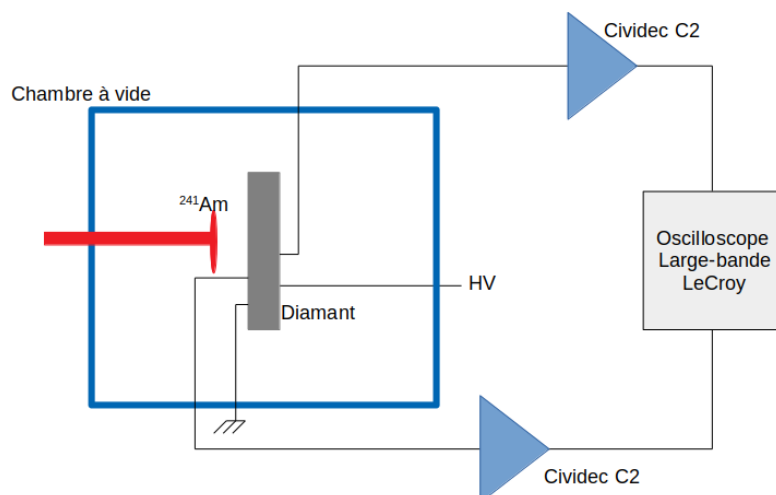 Cividec C2
Chambre à vide
²⁴¹Am
Oscilloscope
Large-bande
LeCroy
HV
Diamant
Cividec C2